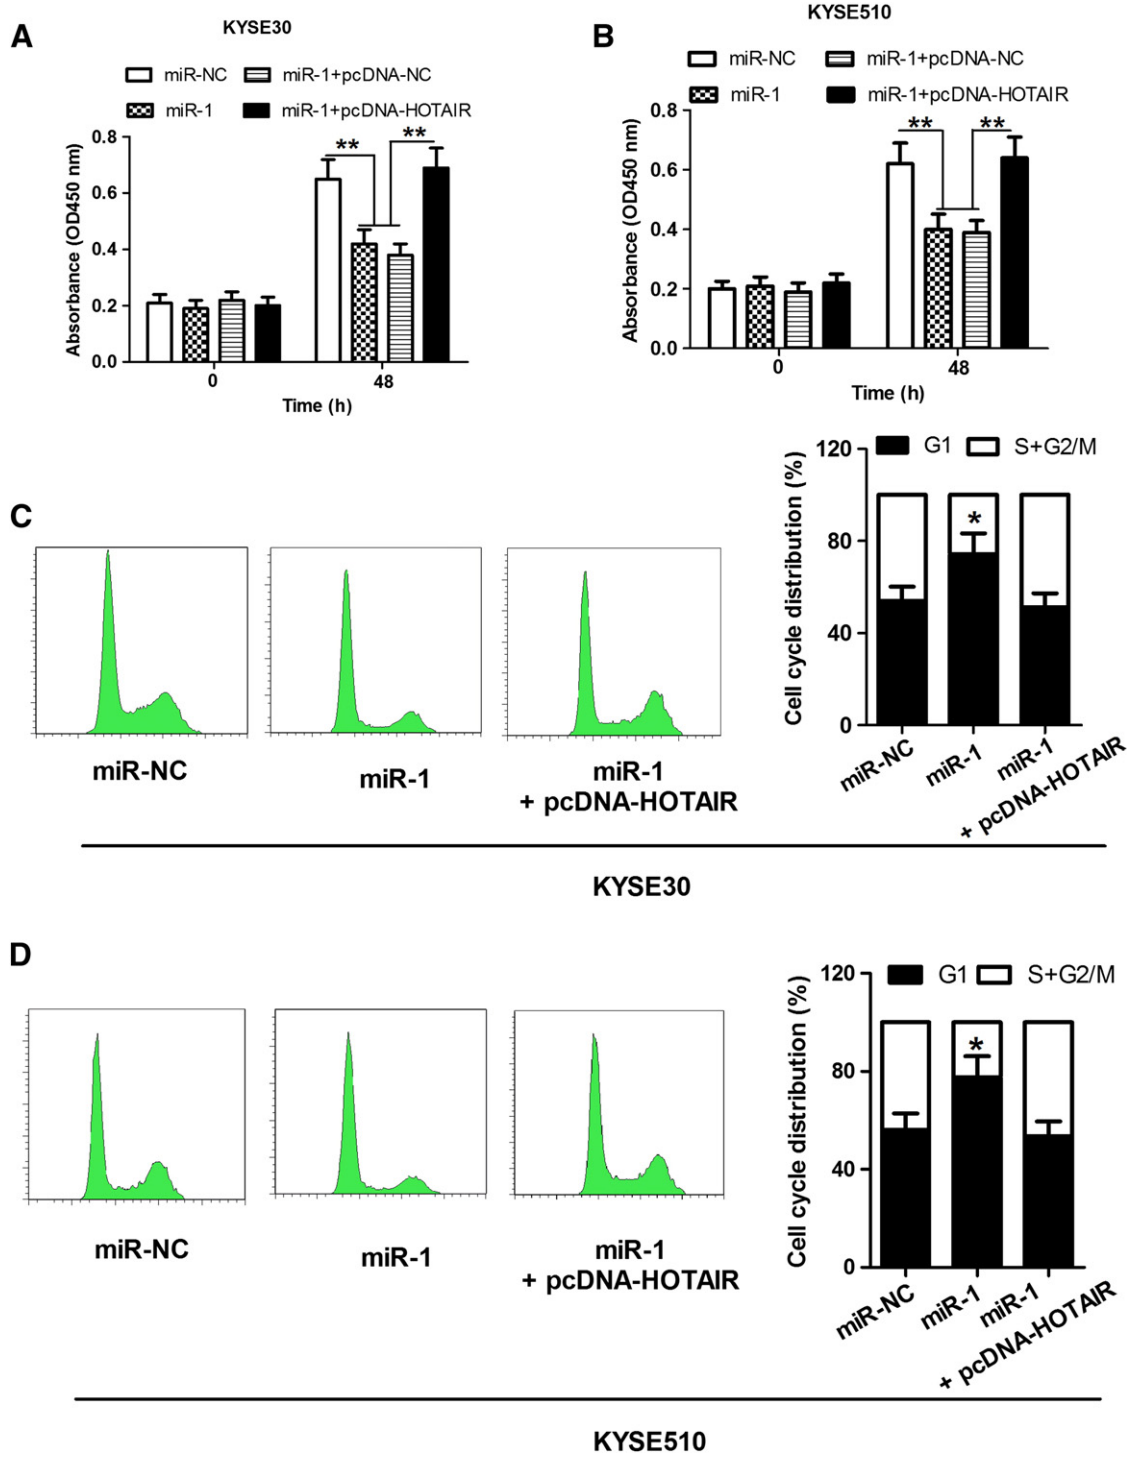 A
KYSE30
miR-NC
miR-1+pcDNA-NC
miR-1
miR-1+pcDNA-HOTAIR
Absorbance (OD450 nm)
0.8
0.6
0.4
0.2
0.0
**
**
0
48
Time (h)
B
KYSE510
miR-NC
miR-1+pcDNA-NC
miR-1
miR-1+pcDNA-HOTAIR
Absorbance (OD450 nm)
0.8
0.6
0.4
0.2
0.0
**
**
0
48
Time (h)
C
miR-NC
miR-1
miR-1
+ pcDNA-HOTAIR
G1
S+G2/M
Cell cycle distribution (%)
120
80
40
0
*
miR-NC
miR-1
miR-1
+ pcDNA-HOTAIR
KYSE30
D
miR-NC
miR-1
miR-1
+ pcDNA-HOTAIR
G1
S+G2/M
Cell cycle distribution (%)
120
80
40
0
*
miR-NC
miR-1
miR-1
+ pcDNA-HOTAIR
KYSE510